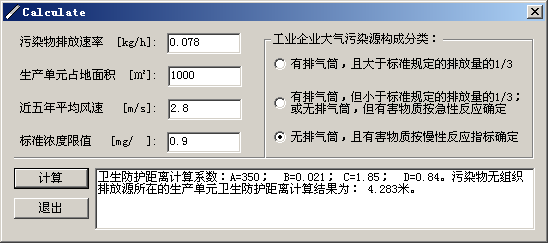 Calculate
污染物排放速率 [kg/h]: 0.078
生产单元占地面积 [m²]: 1000
近五年平均风速 [m/s]: 2.8
标准浓度限值 [mg/ ]: 0.9
工业企业大气污染源构成分类：
有排气筒，且大于标准规定的排放量的1/3
有排气筒，但小于标准规定的排放量的1/3；
或无排气筒，但有害物质按急性反应确定
无排气筒，且有害物质按慢性反应指标确定
计算
退出
卫生防护距离计算系数：A=350； B=0.021； C=1.85； D=0.84。污染物无组织
排放源所在的生产单元卫生防护距离计算结果为： 4.283米。